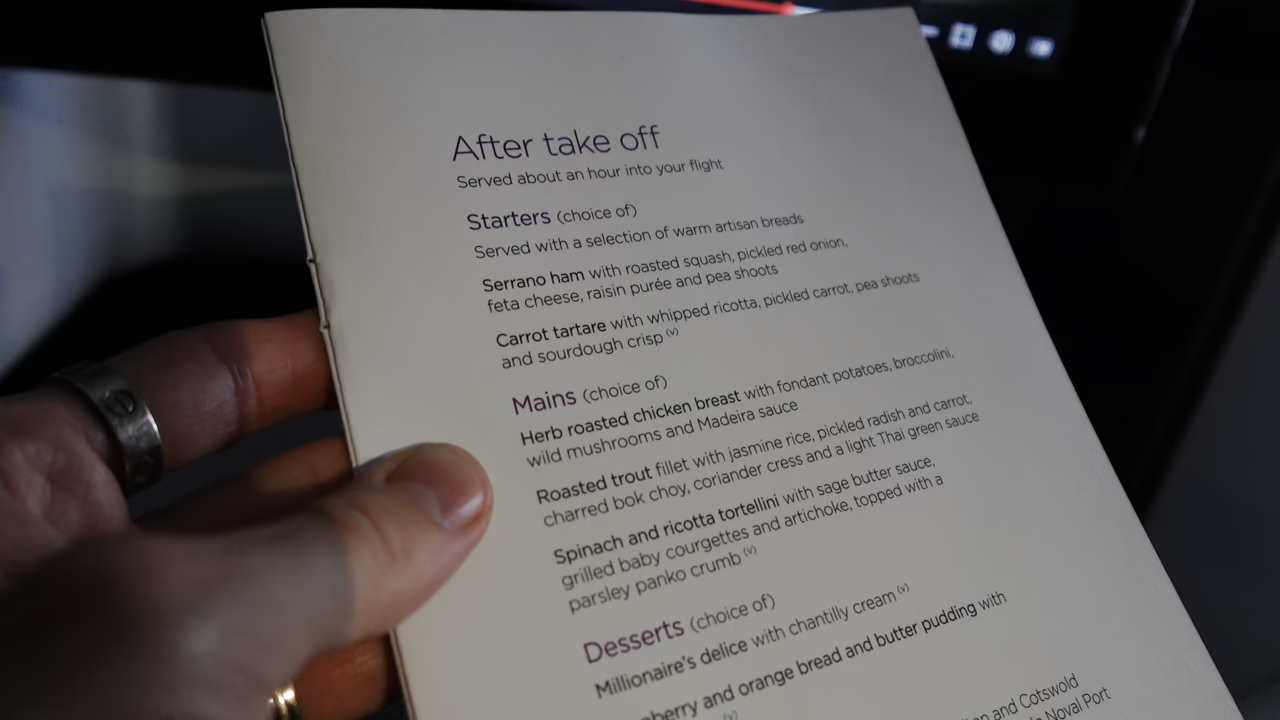 After take off
Served about an hour into your flight
Starters (choice of)
Served with a selection of warm artisan breads
Serrano ham with roasted squash, pickled red onion,
feta cheese, raisin purée and pea shoots
Carrot tartare with whipped ricotta, pickled carrot, pea shoots
and sourdough crisp (v)
Mains (choice of)
Herb roasted chicken breast with fondant potatoes, broccolini,
wild mushrooms and Madeira sauce
Roasted trout fillet with jasmine rice, pickled radish and carrot,
charred bok choy, coriander cress and a light Thai green sauce
Spinach and ricotta tortellini with sage butter sauce,
grilled baby courgettes and artichoke, topped with a
parsley panko crumb (v)
Desserts (choice of)
Millionaire's delice with chantilly cream (v)
and orange bread and butter pudding with
(v)
and Cotswold
Noval Port